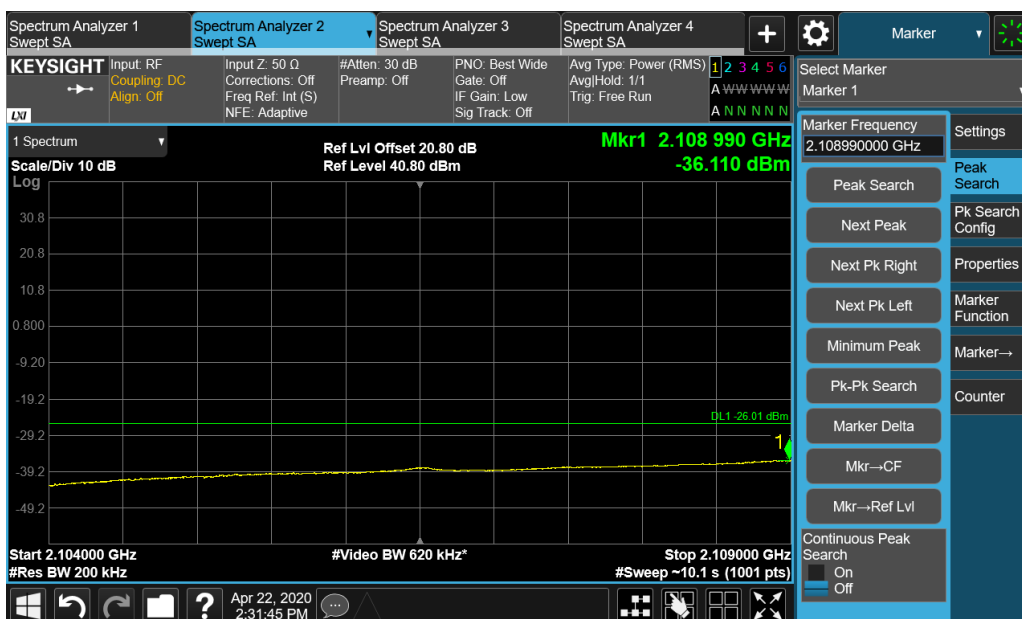 Spectrum Analyzer 1
Swept SA
Spectrum Analyzer 2
Swept SA
Spectrum Analyzer 3
Swept SA
Spectrum Analyzer 4
Swept SA
+
Marker
KEYSIGHT
LXI
Input: RF
Coupling: DC
Align: Off
Input Z: 50 Ω
Corrections: Off
Freq Ref: Int (S)
NFE: Adaptive
#Atten: 30 dB
Preamp: Off
PNO: Best Wide
Gate: Off
IF Gain: Low
Sig Track: Off
Avg Type: Power (RMS)
Avg|Hold: 1/1
Trig: Free Run
1 2 3 4 5 6
A W W W W W
A N N N N N
Select Marker
Marker 1
1 Spectrum
Scale/Div 10 dB
Log
Ref Lvl Offset 20.80 dB
Ref Level 40.80 dBm
Mkr1 2.108 990 GHz
-36.110 dBm
30.8
20.8
10.8
0.800
-9.20
-19.2
-29.2
-39.2
-49.2
DL1 -26.01 dBm
1
Start 2.104000 GHz
#Res BW 200 kHz
#Video BW 620 kHz*
Stop 2.109000 GHz
#Sweep ~10.1 s (1001 pts)
Marker Frequency
2.108990000 GHz
Peak Search
Next Peak
Next Pk Right
Next Pk Left
Minimum Peak
Pk-Pk Search
Marker Delta
Mkr→CF
Mkr→Ref Lvl
Continuous Peak
Search
On
Off
Settings
Peak
Search
Pk Search
Config
Properties
Marker
Function
Marker→
Counter
?
Apr 22, 2020
2:31:45 PM